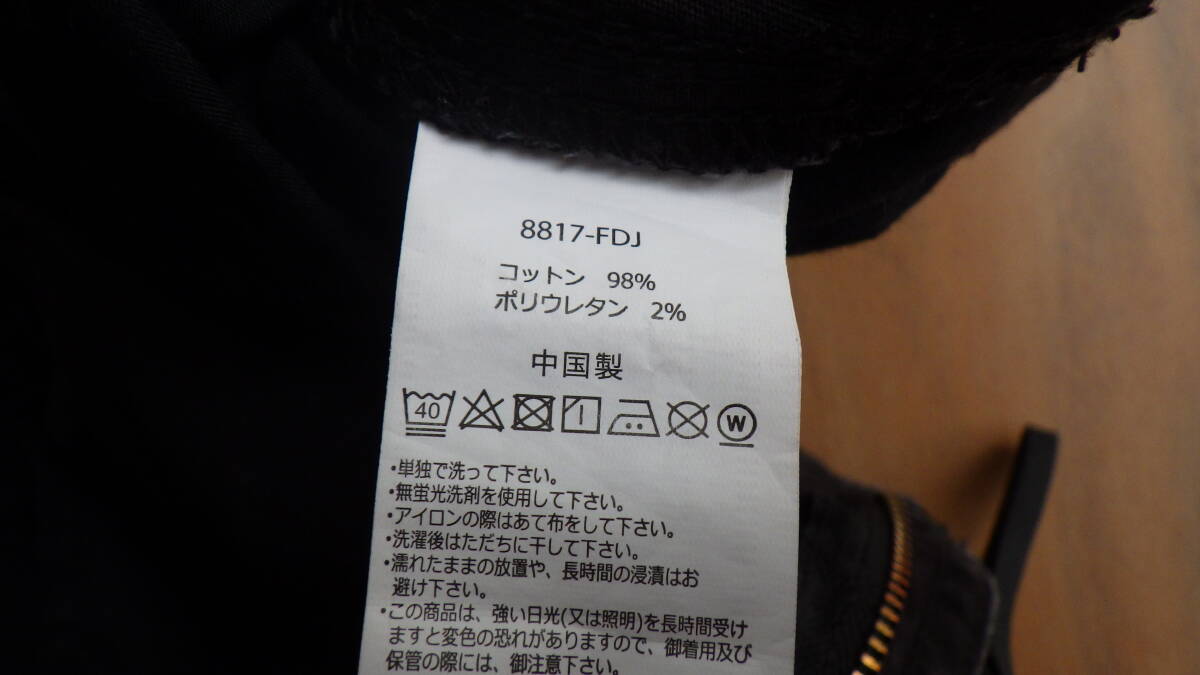 8817-FDJ
コットン 98%
ポリウレタン 2%
中国製
40 W
・単独で洗って下さい。
・無蛍光洗剤を使用して下さい。
・アイロンの際はあて布をして下さい。
・洗濯後はただちに干して下さい。
・濡れたままの放置や、長時間の浸漬はお
避け下さい。
・この商品は、強い日光(又は照明)を長時間受け
ますと変色の恐れがありますので、御着用及び
保管の際には、御注意下さい。